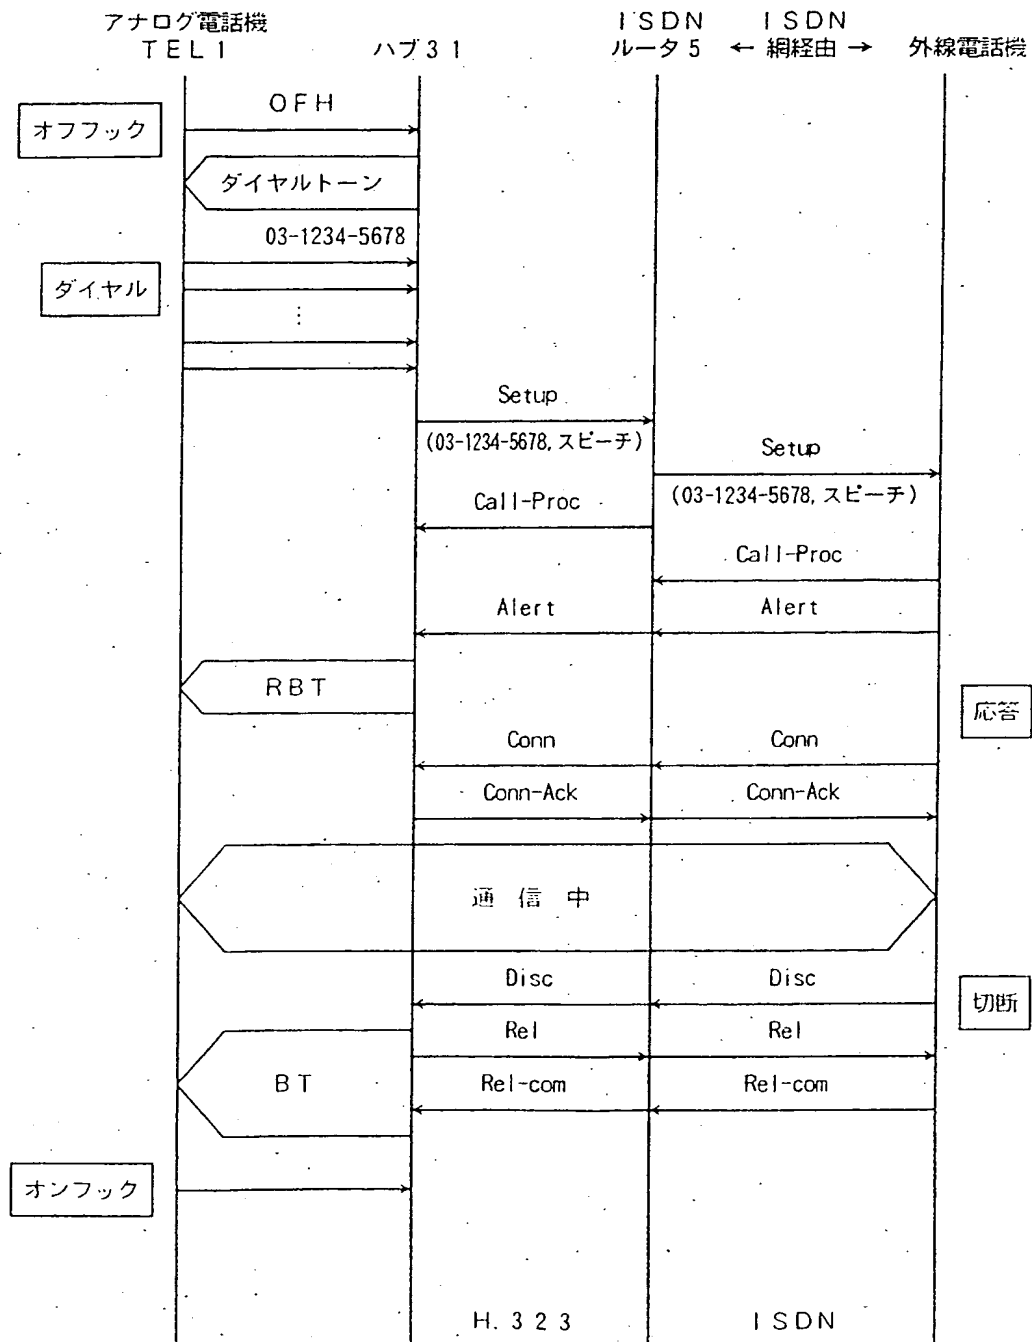 アナログ電話機
TEL1
ハブ31
ISDN
ルータ5
ISDN
← 網経由 →
外線電話機
オフフック
OFH
ダイヤルトーン
03-1234-5678
ダイヤル
⋮
Setup
(03-1234-5678, スピーチ)
Setup
(03-1234-5678, スピーチ)
Call-Proc
Call-Proc
Alert
Alert
RBT
応答
Conn
Conn
Conn-Ack
Conn-Ack
通信中
Disc
Disc
切断
Rel
Rel
BT
Rel-com
Rel-com
オンフック
H.323
ISDN